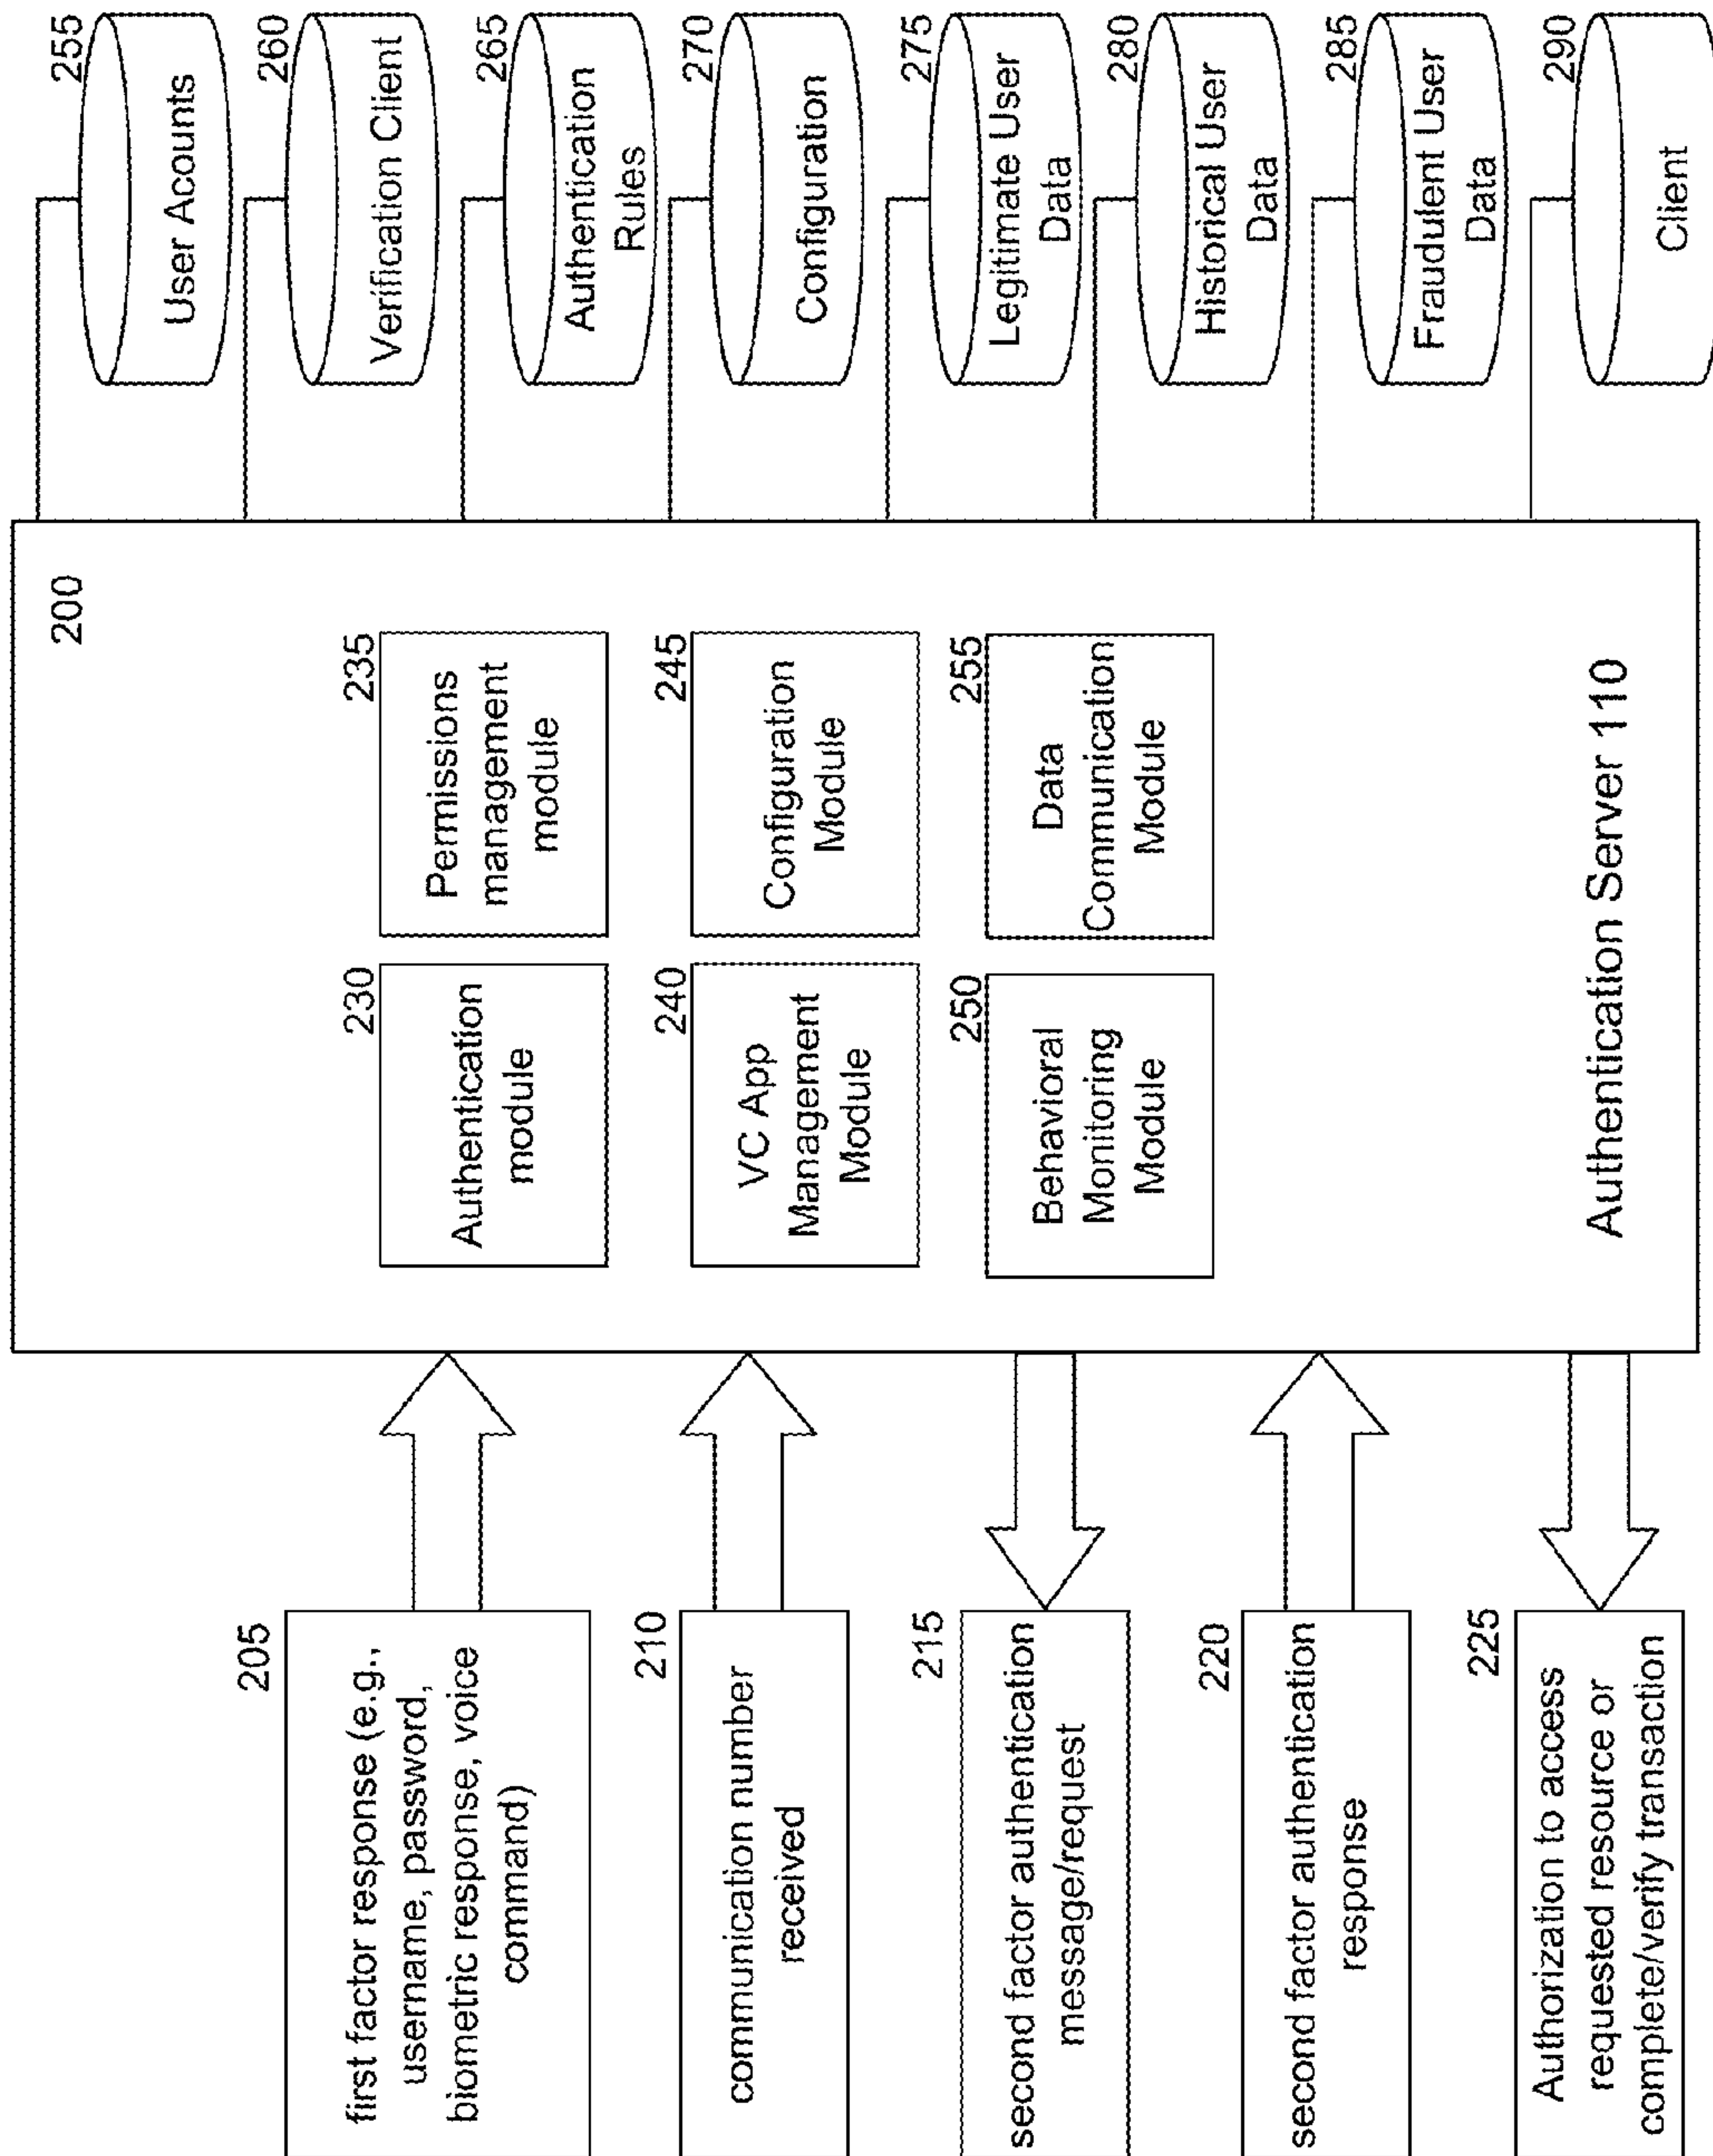 205
first factor response (e.g.,
username, password,
biometric response, voice
command)
210
communication number
received
215
second factor authentication
message/request
220
second factor authentication
response
225
Authorization to access
requested resource or
complete/verify transaction
200
230
Authentication
module
235
Permissions
management
module
240
VC App
Management
Module
245
Configuration
Module
250
Behavioral
Monitoring
Module
255
Data
Communication
Module
Authentication Server 110
255
User Acounts
260
Verification Client
265
Authentication
Rules
270
Configuration
275
Legitimate User
Data
280
Historical User
Data
285
Fraudulent User
Data
290
Client